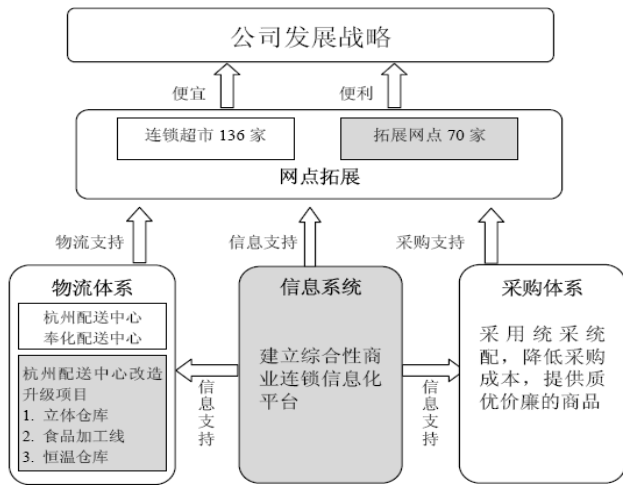 公司发展战略
便宜
便利
连锁超市 136 家
拓展网点 70 家
网点拓展
物流支持
信息支持
采购支持
物流体系
杭州配送中心
奉化配送中心
杭州配送中心改造
升级项目
1. 立体仓库
2. 食品加工线
3. 恒温仓库
信息支持
信息系统
建立综合性商
业连锁信息化
平台
信息支持
采购体系
采用统采统
配，降低采购
成本，提供质
优价廉的商品